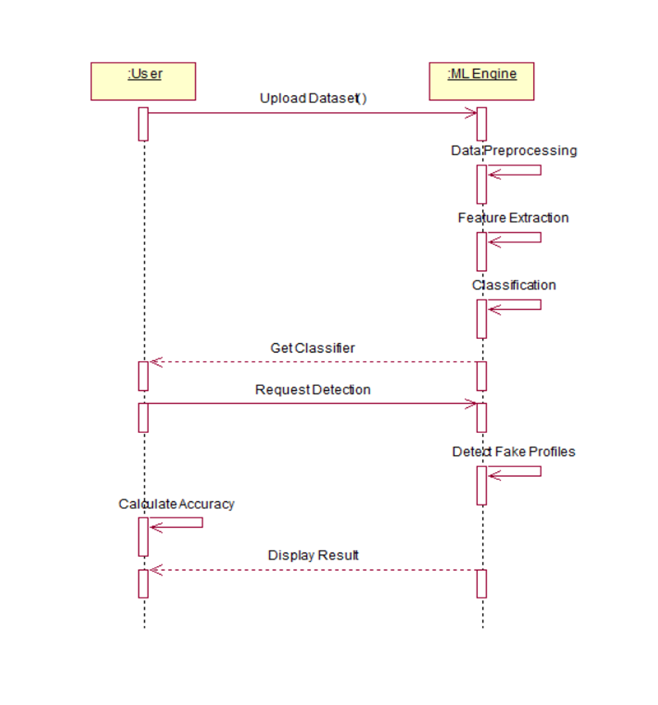 :User
:ML Engine
Upload Dataset()
Data Preprocessing
Feature Extraction
Classification
Get Classifier
Request Detection
Detect Fake Profiles
Calculate Accuracy
Display Result